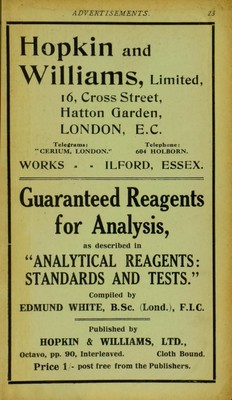 ADVERTISEMENTS. 23
Hopkin and
Williams, Limited,
16, Cross Street,
Hatton Garden,
LONDON, E.C.
Telegrams: Telephone:
"CERIUM, LONDON." 604 HOLBORN.
WORKS - - ILFORD, ESSEX.
Guaranteed Reagents
for Analysis,
as described in
"ANALYTICAL REAGENTS:
STANDARDS AND TESTS."
Compiled by
EDMUND WHITE, B.Sc. (Lond.), F.I.C.
Published by
HOPKIN & WILLIAMS, LTD.,
Octavo, pp. 90, Interleaved. Cloth Bound.
Price 1/- post free from the Publishers.